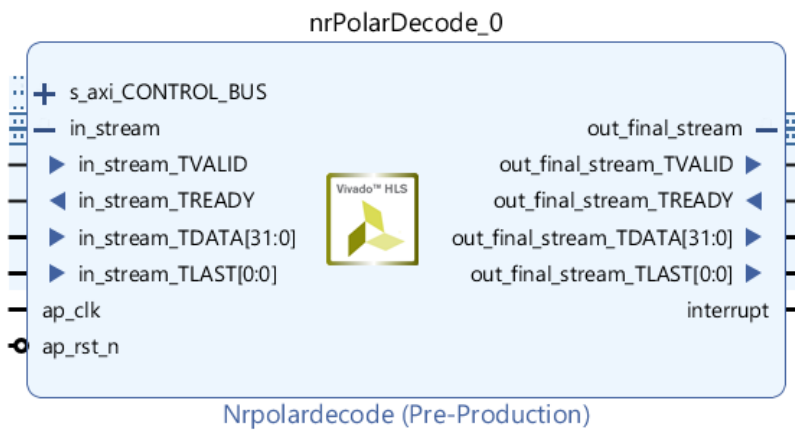 nrPolarDecode_0
s_axi_CONTROL_BUS
in_stream
in_stream_TVALID
in_stream_TREADY
in_stream_TDATA[31:0]
in_stream_TLAST[0:0]
ap_clk
ap_rst_n
Vivado™ HLS
out_final_stream
out_final_stream_TVALID
out_final_stream_TREADY
out_final_stream_TDATA[31:0]
out_final_stream_TLAST[0:0]
interrupt
Nrpolardecode (Pre-Production)